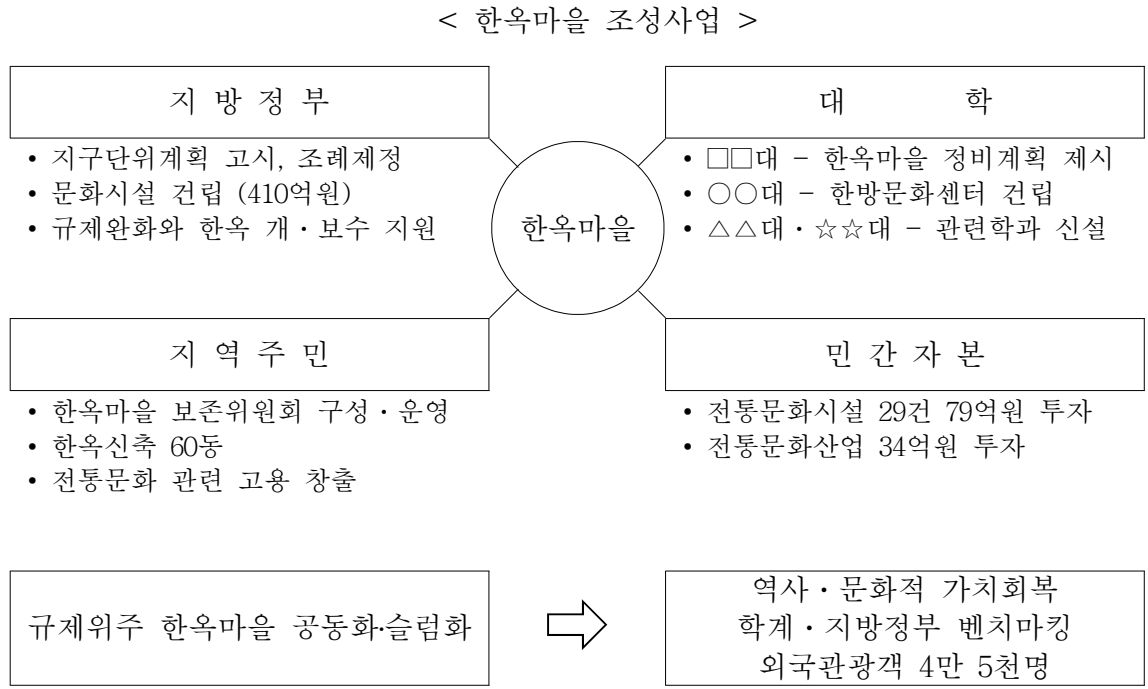 < 한옥마을 조성사업 >
지 방 정 부
• 지구단위계획 고시, 조례제정
• 문화시설 건립 (410억원)
• 규제완화와 한옥 개·보수 지원
대 학
• □□대 - 한옥마을 정비계획 제시
• ○○대 - 한방문화센터 건립
• △△대·☆☆대 - 관련학과 신설
한옥마을
지 역 주 민
• 한옥마을 보존위원회 구성·운영
• 한옥신축 60동
• 전통문화 관련 고용 창출
민 간 자 본
• 전통문화시설 29건 79억원 투자
• 전통문화산업 34억원 투자
규제위주 한옥마을 공동화·슬럼화
역사·문화적 가치회복
학계·지방정부 벤치마킹
외국관광객 4만 5천명